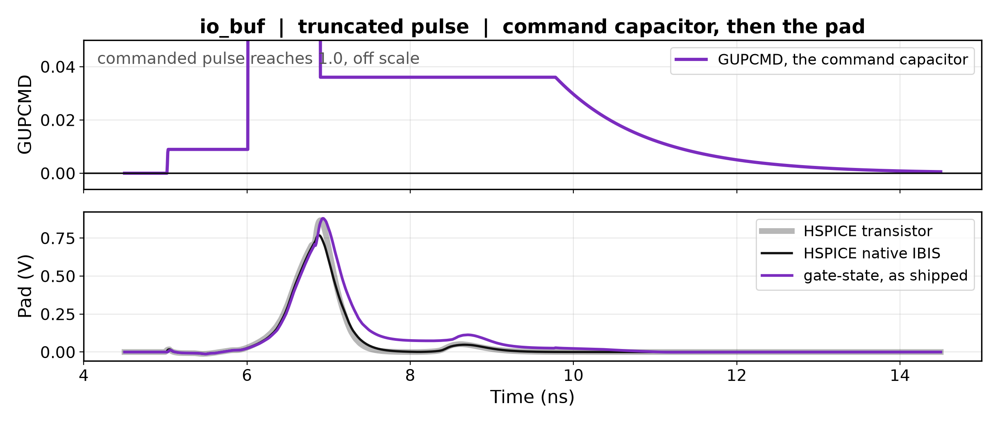 io_buf | truncated pulse | command capacitor, then the pad
commanded pulse reaches 1.0, off scale
GUPCMD, the command capacitor
0.04
0.02
0.00
GUPCMD
HSPICE transistor
HSPICE native IBIS
gate-state, as shipped
0.75
0.50
0.25
0.00
Pad (V)
4 6 8 10 12 14
Time (ns)